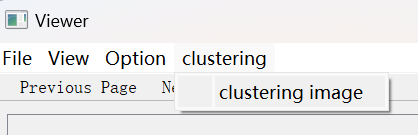 Viewer
File View Option clustering
Previous Page
clustering image